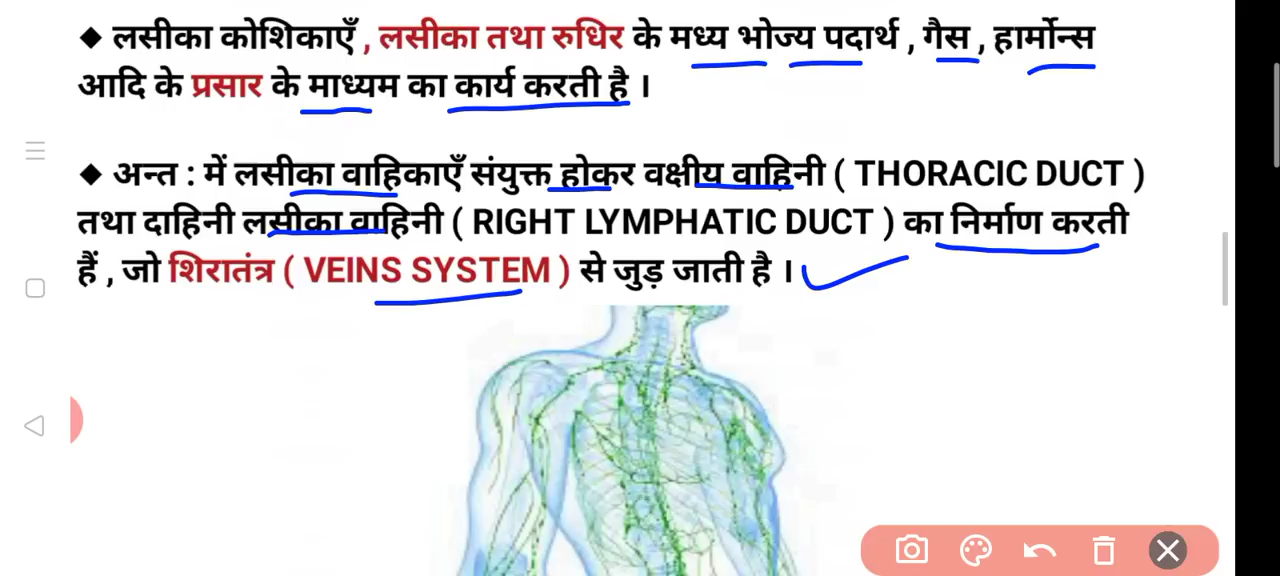 ◆ लसीका कोशिकाएँ , लसीका तथा रुधिर के मध्य भोज्य पदार्थ , गैस , हार्मोन्स
आदि के प्रसार के माध्यम का कार्य करती है ।
◆ अन्त : में लसीका वाहिकाएँ संयुक्त होकर वक्षीय वाहिनी ( THORACIC DUCT )
तथा दाहिनी लसीका वाहिनी ( RIGHT LYMPHATIC DUCT ) का निर्माण करती
हैं , जो शिरातंत्र ( VEINS SYSTEM ) से जुड़ जाती है ।